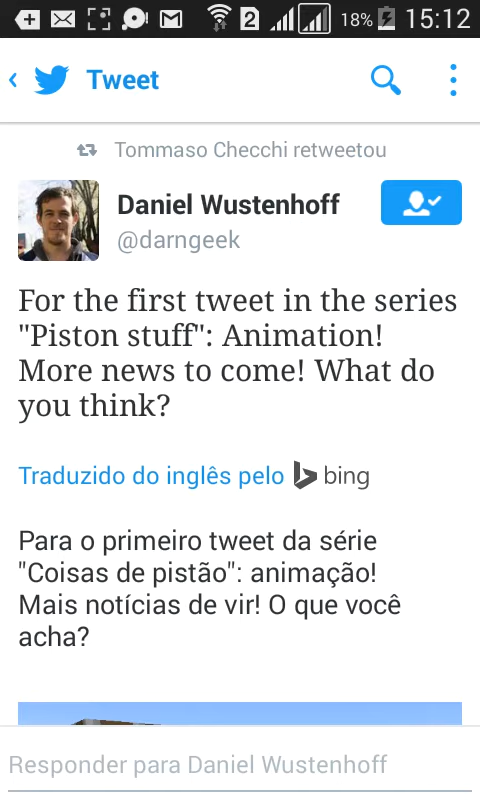 2
18% 15:12
Tweet
Tommaso Checchi retweetou
Daniel Wustenhoff
@darngeek
For the first tweet in the series
"Piston stuff": Animation!
More news to come! What do
you think?
Traduzido do inglês pelo bing
Para o primeiro tweet da série
"Coisas de pistão": animação!
Mais notícias de vir! O que você
acha?
Responder para Daniel Wustenhoff